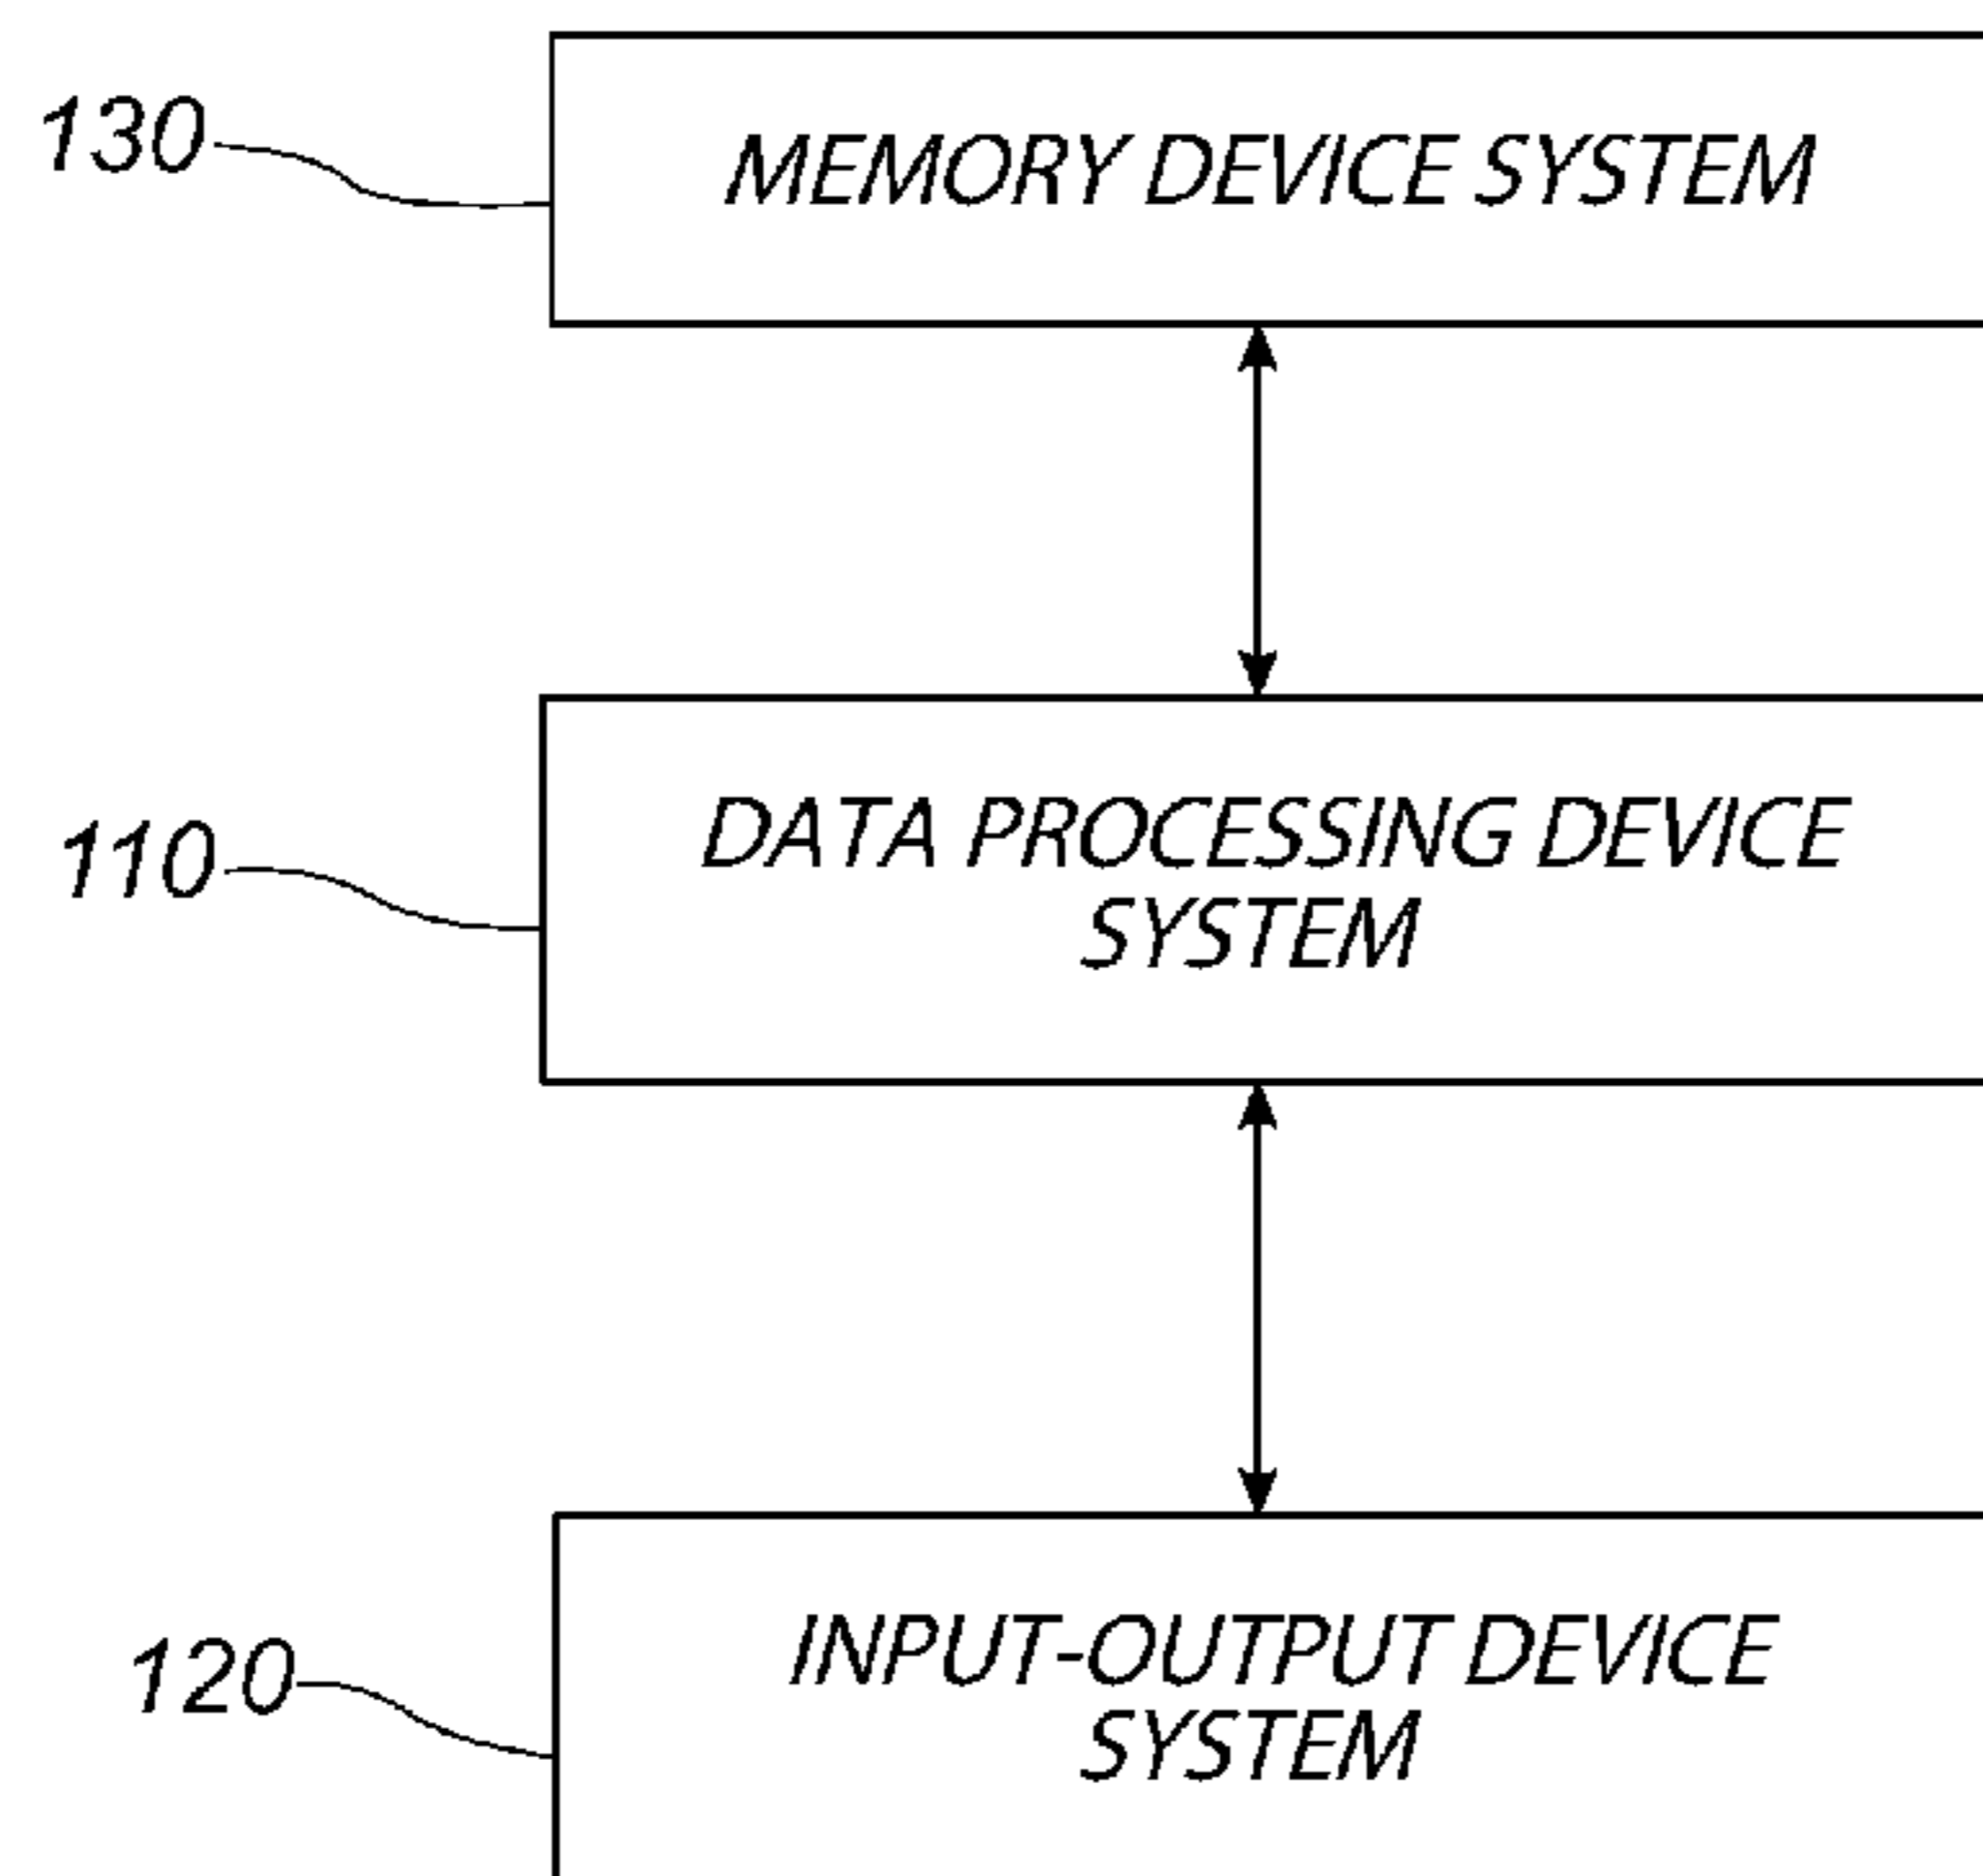 130
MEMORY DEVICE SYSTEM
110
DATA PROCESSING DEVICE
SYSTEM
120
INPUT-OUTPUT DEVICE
SYSTEM